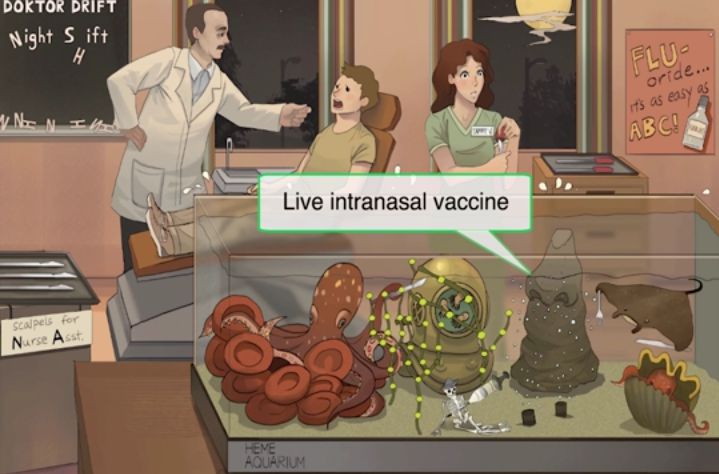 DOKTOR DRIFT
Night S ift
H
FLU-
oride...
it's as easy as
ABC!
Live intranasal vaccine
scalpels for
Nurse Asst.
HEME
AQUARIUM